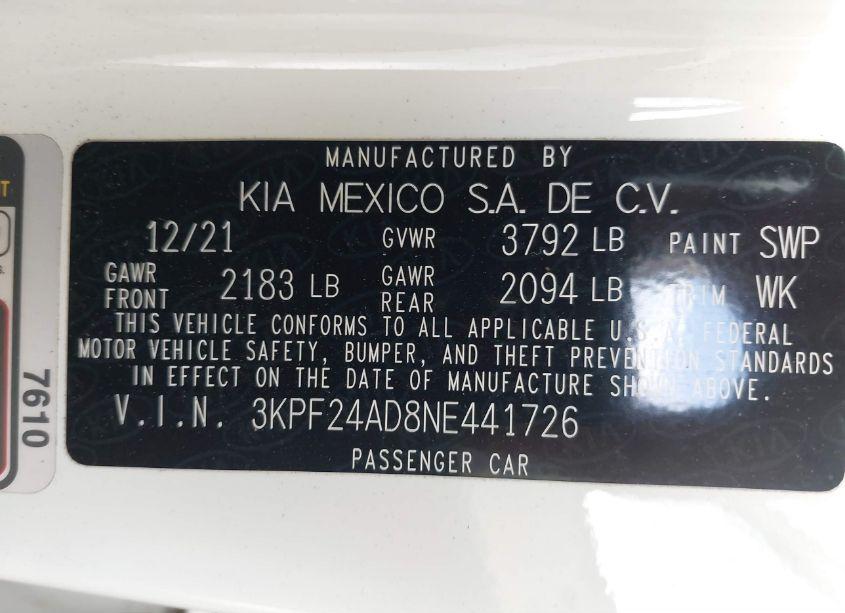 MANUFACTURED BY
KIA MEXICO S.A. DE C.V.
12/21 GVWR 3792 LB PAINT SWP
GAWR FRONT 2183 LB GAWR REAR 2094 LB TRIM WK
THIS VEHICLE CONFORMS TO ALL APPLICABLE U.S.A. FEDERAL
MOTOR VEHICLE SAFETY, BUMPER, AND THEFT PREVENTION STANDARDS
IN EFFECT ON THE DATE OF MANUFACTURE SHOWN ABOVE.
V.I.N. 3KPF24AD8NE441726
PASSENGER CAR
7610